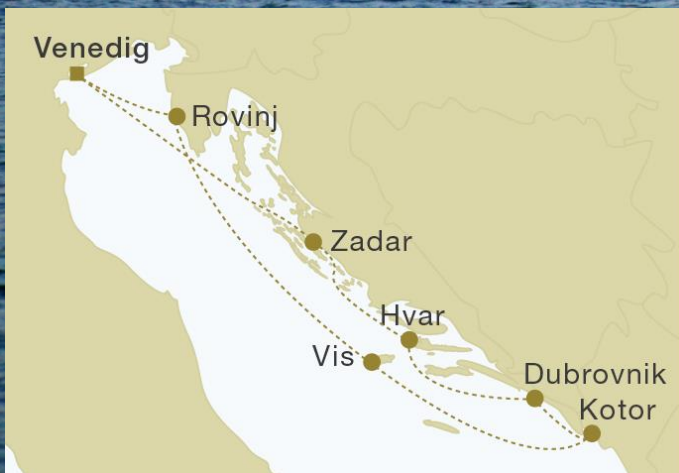 Venedig
Rovinj
Zadar
Hvar
Vis
Dubrovnik
Kotor